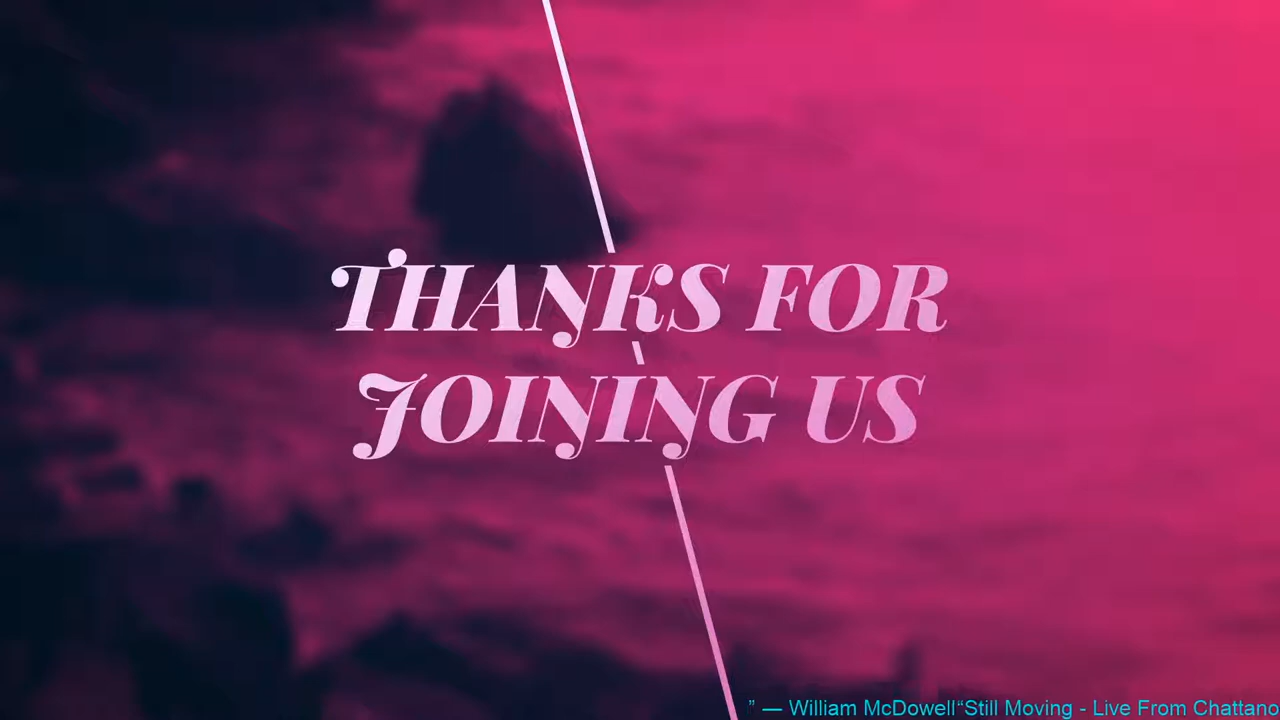 THANKS FOR
JOINING US
” — William McDowell“Still Moving - Live From Chattano